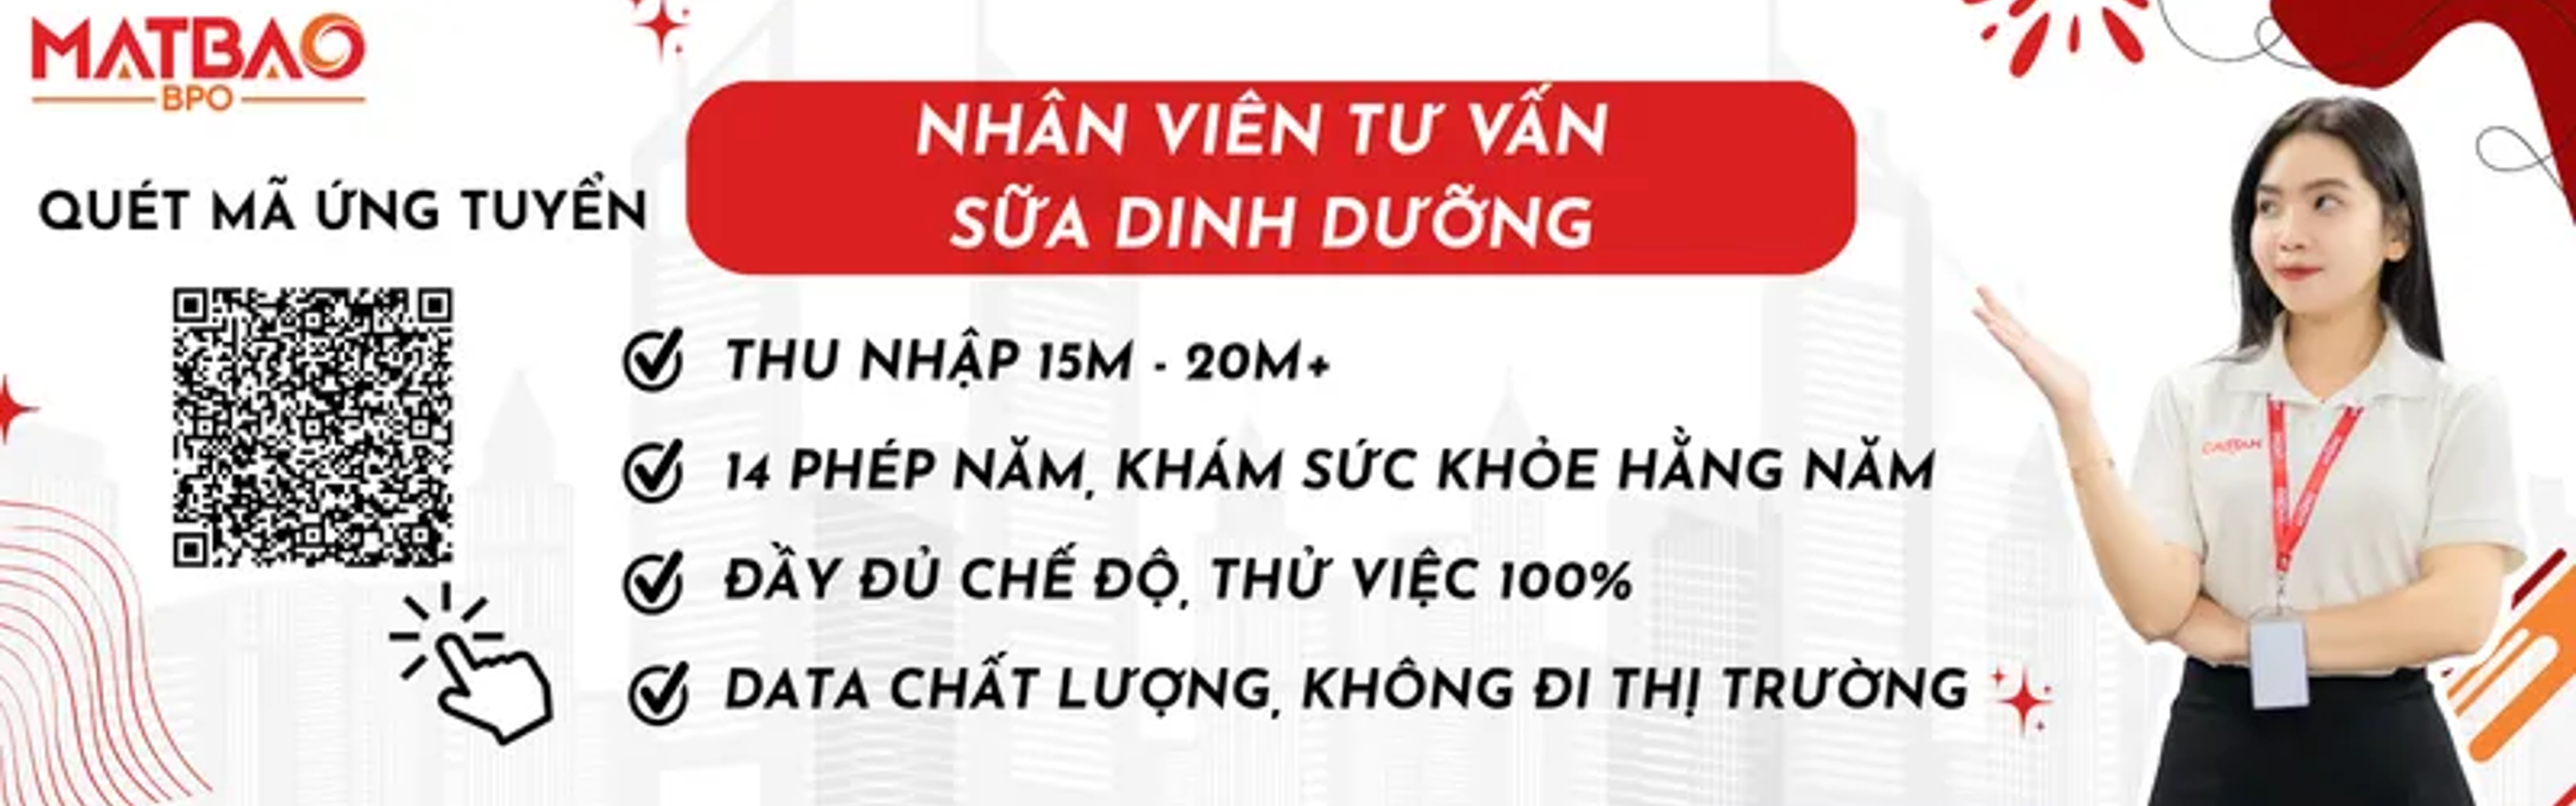 MATBAO
BPO
QUÉT MÃ ỨNG TUYỂN
NHÂN VIÊN TƯ VẤN
SỮA DINH DƯỠNG
THU NHẬP 15M - 20M+
14 PHÉP NĂM, KHÁM SỨC KHỎE HẰNG NĂM
ĐẦY ĐỦ CHẾ ĐỘ, THỬ VIỆC 100%
DATA CHẤT LƯỢNG, KHÔNG ĐI THỊ TRƯỜNG